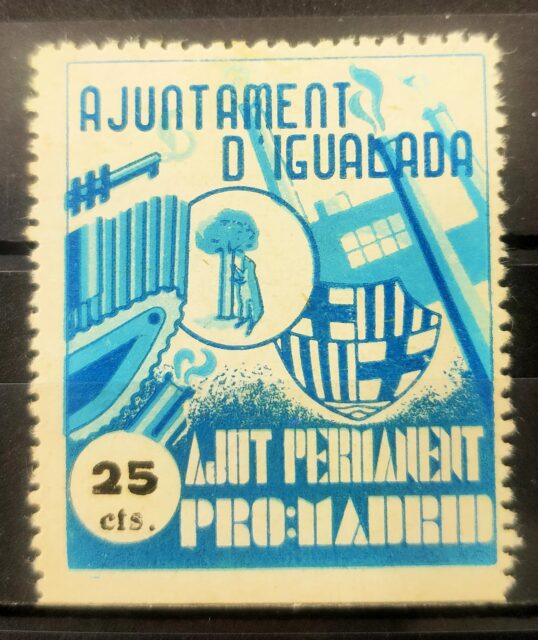 AJUNTAMENT
D'IGUALADA
25
cts.
AJUT PERMANENT
PRO:MADRID